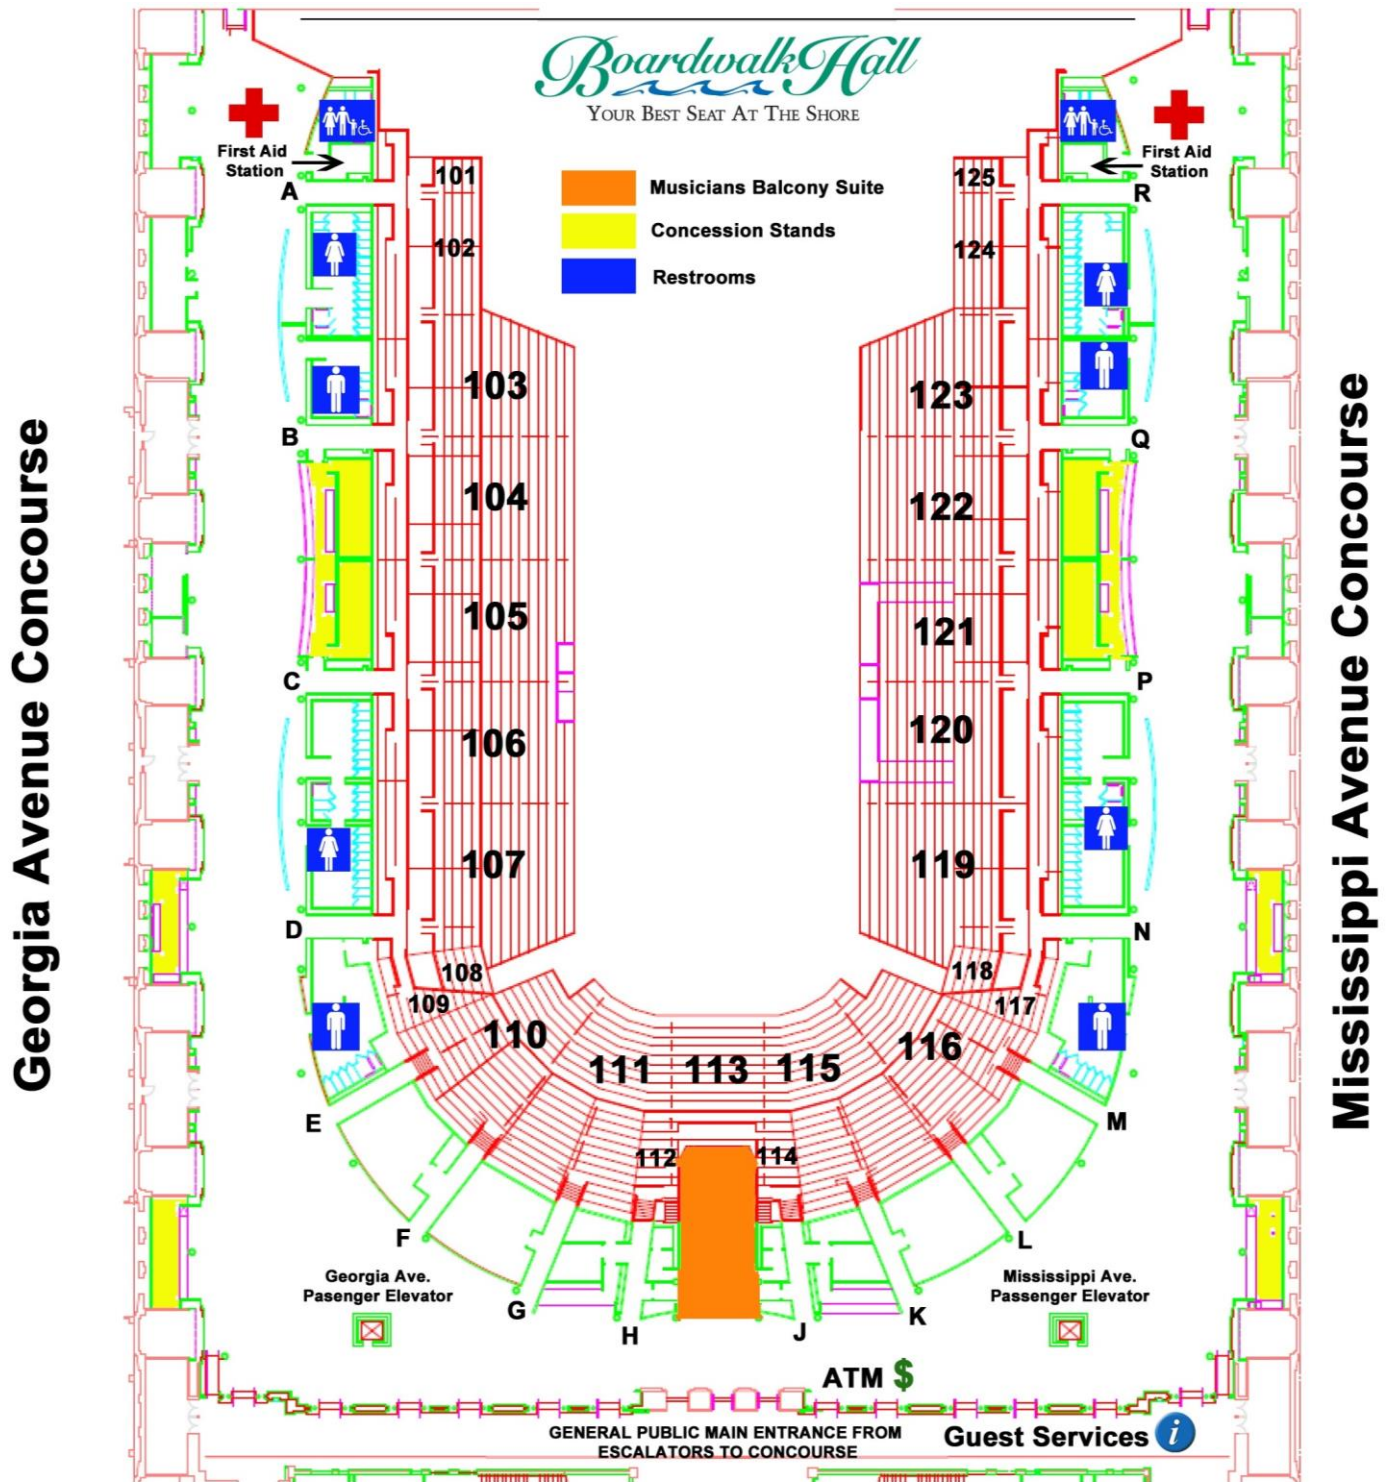 Boardwalk Hall
YOUR BEST SEAT AT THE SHORE
First Aid
Station
First Aid
Station
Musicians Balcony Suite
Concession Stands
Restrooms
A
R
101
125
102
124
103
123
B
Q
104
122
105
121
C
P
106
120
107
119
D
N
108
118
109
117
110
116
111
113
115
E
M
112
114
F
L
Georgia Ave.
Pasenger Elevator
Mississippi Ave.
Passenger Elevator
G
K
H
J
ATM $
GENERAL PUBLIC MAIN ENTRANCE FROM
ESCALATORS TO CONCOURSE
Guest Services i
Georgia Avenue Concourse
Mississippi Avenue Concourse